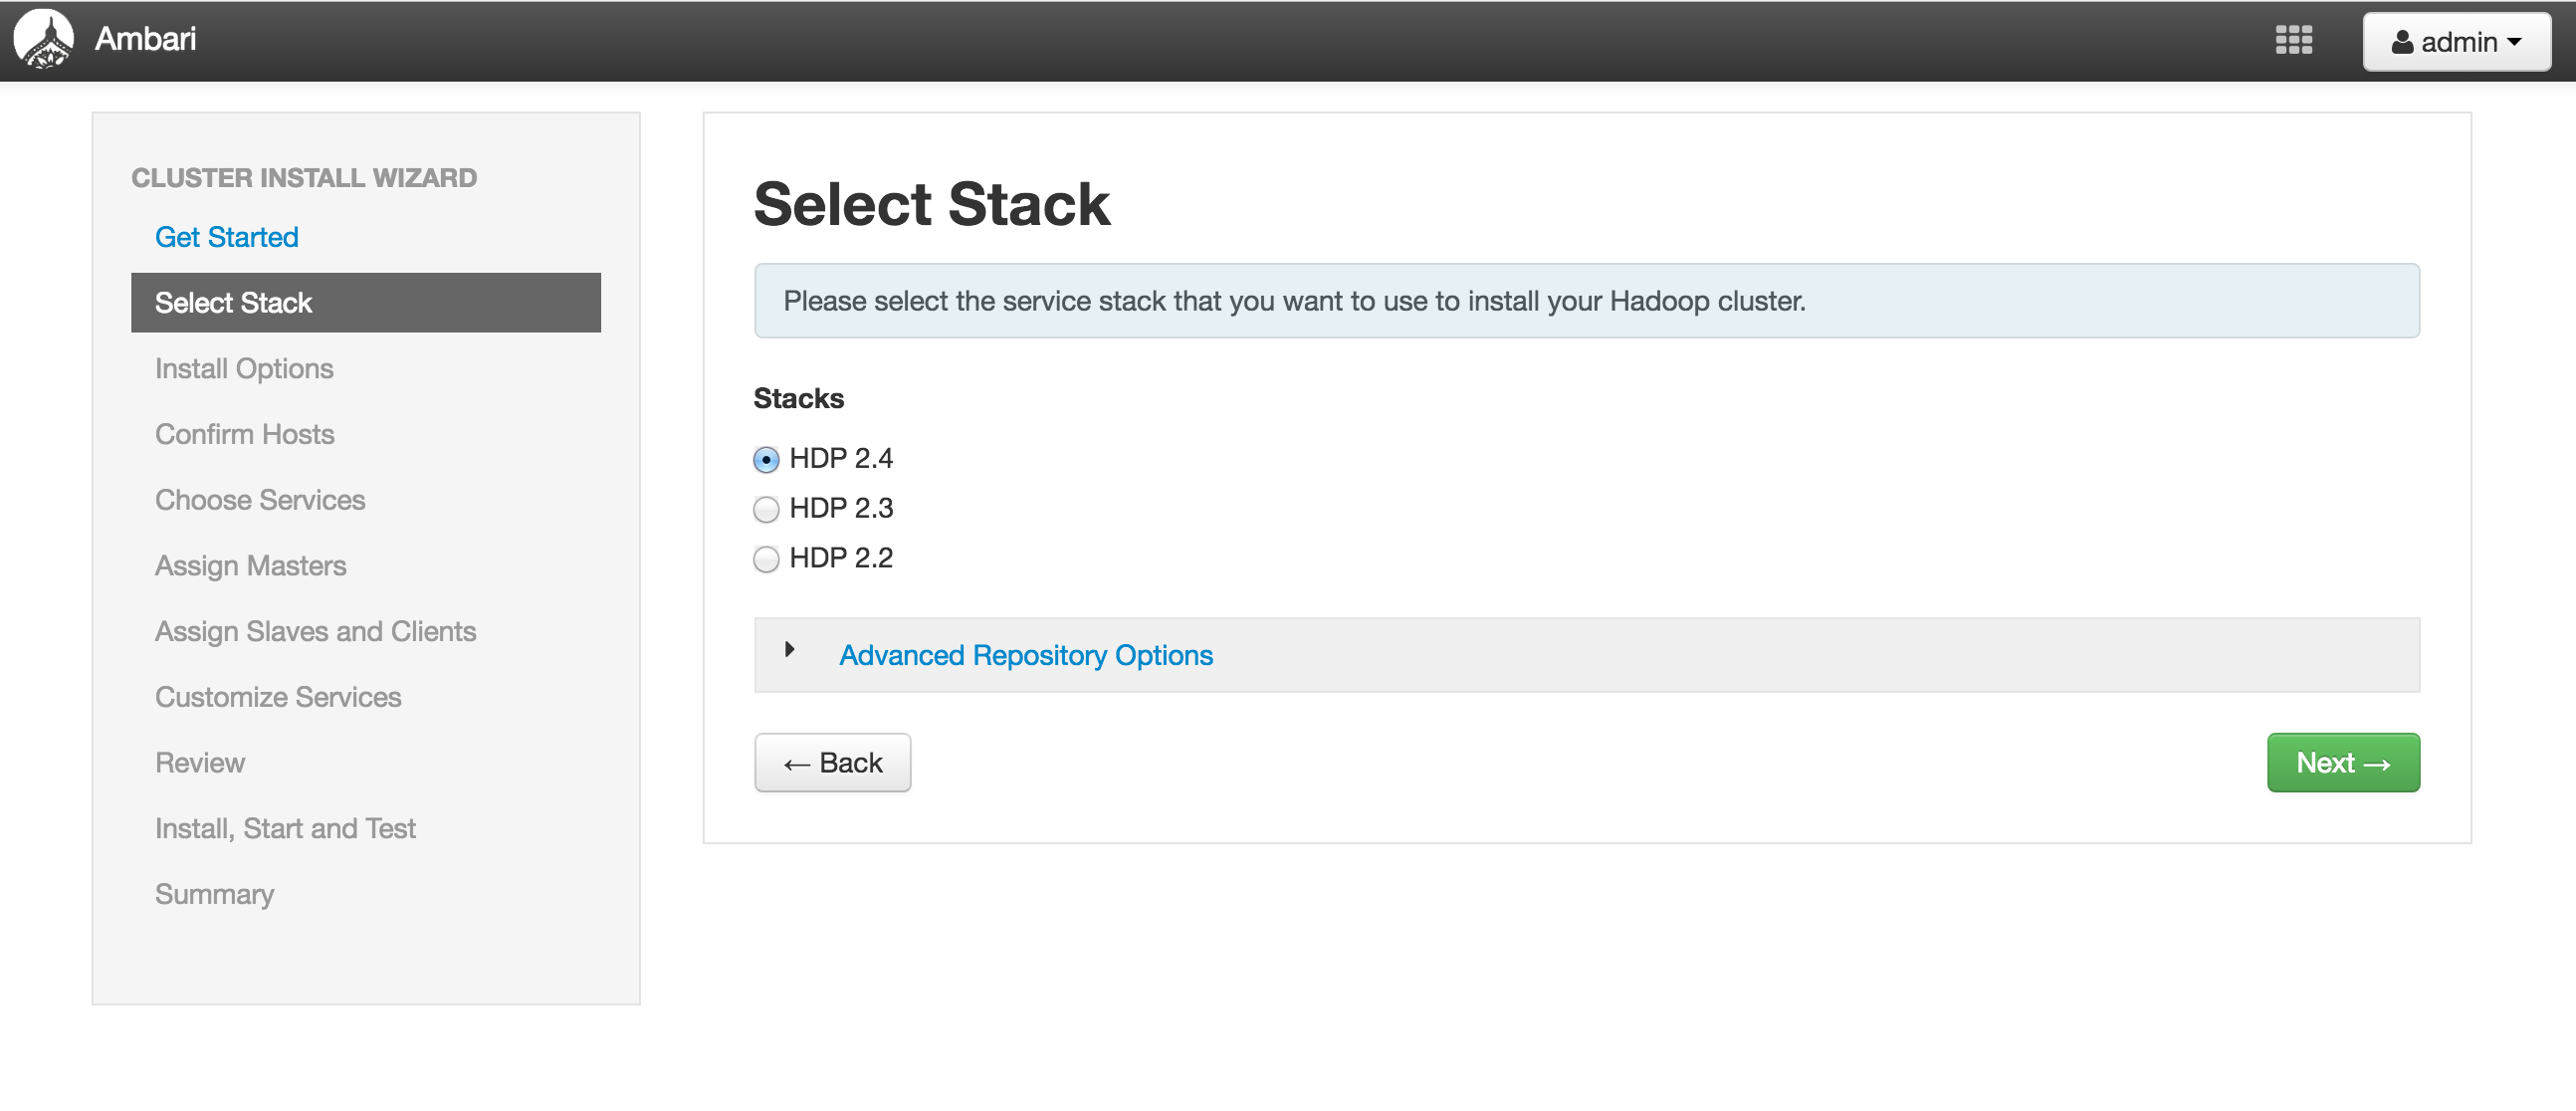 Ambari
admin
CLUSTER INSTALL WIZARD
Get Started
Select Stack
Install Options
Confirm Hosts
Choose Services
Assign Masters
Assign Slaves and Clients
Customize Services
Review
Install, Start and Test
Summary
Select Stack
Please select the service stack that you want to use to install your Hadoop cluster.
Stacks
HDP 2.4
HDP 2.3
HDP 2.2
Advanced Repository Options
← Back
Next →